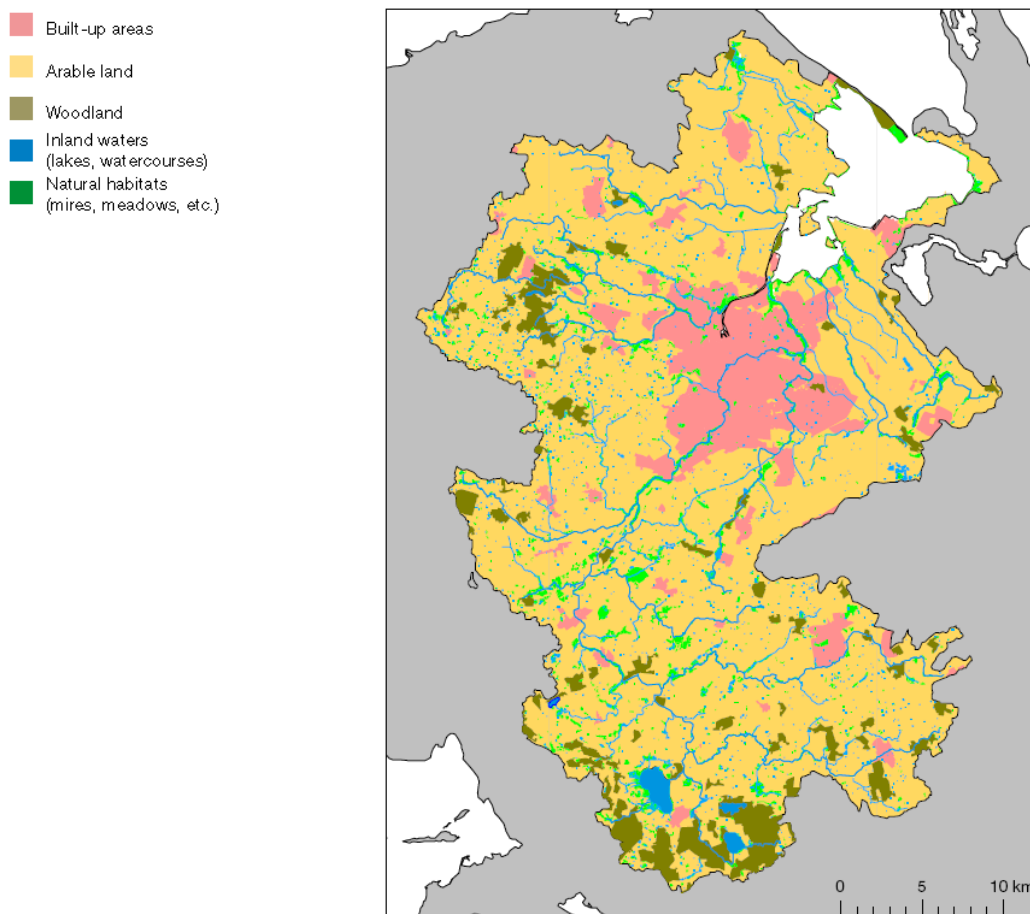 Built-up areas
Arable land
Woodland
Inland waters
(lakes, watercourses)
Natural habitats
(mires, meadows, etc.)
0 5 10 km